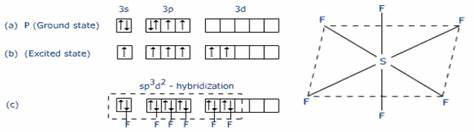 3s 3p 3d
(a) P (Ground state)
(b) (Excited state)
sp³d² - hybridization
(c)
F F F F F F
F
F F
S
F F
F